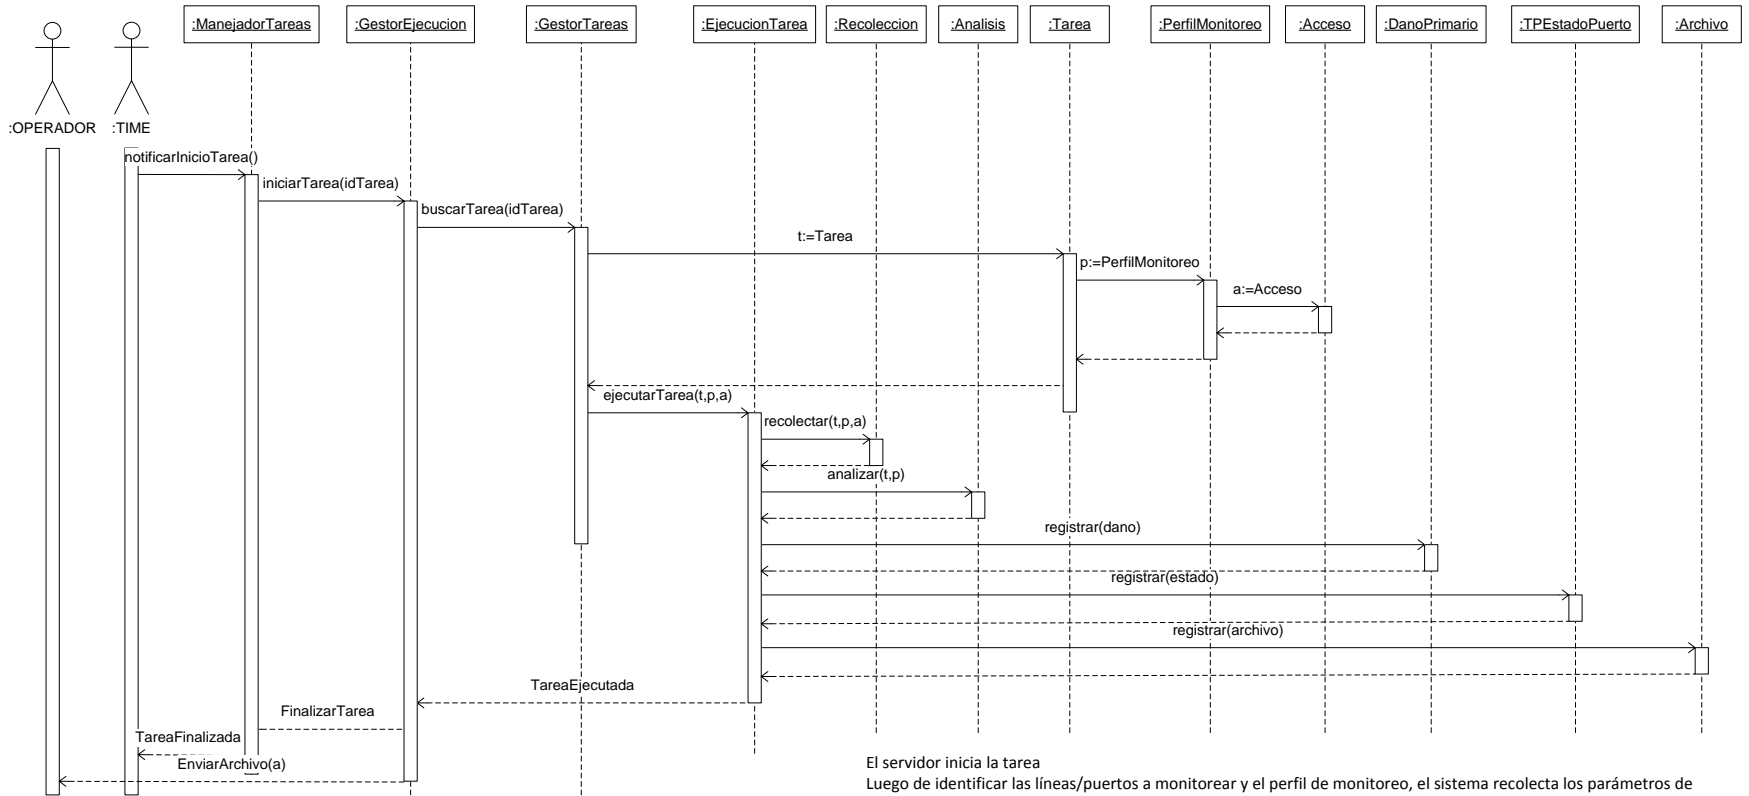 :ManejadorTareas :GestorEjecucion :GestorTareas :EjecucionTarea :Recoleccion :Analisis :Tarea :PerfilMonitoreo :Acceso :DanoPrimario :TPEstadoPuerto :Archivo
:OPERADOR :TIME
notificarInicioTarea()
iniciarTarea(idTarea)
buscarTarea(idTarea)
t:=Tarea
p:=PerfilMonitoreo
a:=Acceso
ejecutarTarea(t,p,a)
recolectar(t,p,a)
analizar(t,p)
registrar(dano)
registrar(estado)
registrar(archivo)
TareaEjecutada
FinalizarTarea
TareaFinalizada
EnviarArchivo(a)
El servidor inicia la tarea
Luego de identificar las líneas/puertos a monitorear y el perfil de monitoreo, el sistema recolecta los parámetros de